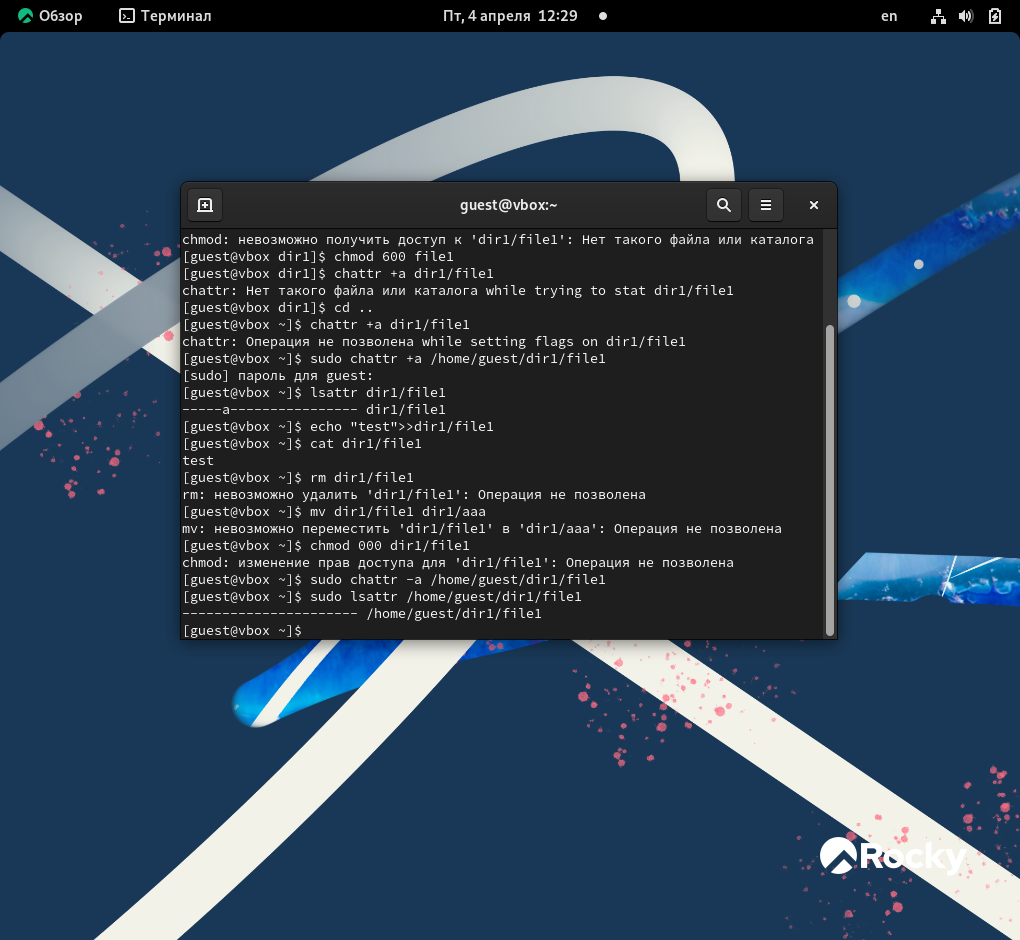 Обзор Терминал Пт, 4 апреля 12:29 en
guest@vbox:~
chmod: невозможно получить доступ к 'dir1/file1': Нет такого файла или каталога
[guest@vbox dir1]$ chmod 600 file1
[guest@vbox dir1]$ chattr +a dir1/file1
chattr: Нет такого файла или каталога while trying to stat dir1/file1
[guest@vbox dir1]$ cd ..
[guest@vbox ~]$ chattr +a dir1/file1
chattr: Операция не позволена while setting flags on dir1/file1
[guest@vbox ~]$ sudo chattr +a /home/guest/dir1/file1
[sudo] пароль для guest:
[guest@vbox ~]$ lsattr dir1/file1
-----a---------------- dir1/file1
[guest@vbox ~]$ echo "test">>dir1/file1
[guest@vbox ~]$ cat dir1/file1
test
[guest@vbox ~]$ rm dir1/file1
rm: невозможно удалить 'dir1/file1': Операция не позволена
[guest@vbox ~]$ mv dir1/file1 dir1/aaa
mv: невозможно переместить 'dir1/file1' в 'dir1/aaa': Операция не позволена
[guest@vbox ~]$ chmod 000 dir1/file1
chmod: изменение прав доступа для 'dir1/file1': Операция не позволена
[guest@vbox ~]$ sudo chattr -a /home/guest/dir1/file1
[guest@vbox ~]$ sudo lsattr /home/guest/dir1/file1
---------------------- /home/guest/dir1/file1
[guest@vbox ~]$
Rocky